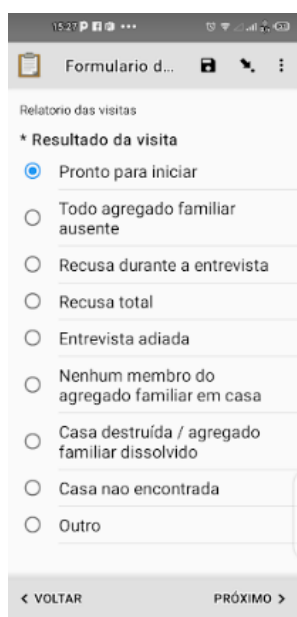 15:27
Formulario d...
Relatorio das visitas
* Resultado da visita
Pronto para iniciar
Todo agregado familiar
ausente
Recusa durante a entrevista
Recusa total
Entrevista adiada
Nenhum membro do
agregado familiar em casa
Casa destruída / agregado
familiar dissolvido
Casa nao encontrada
Outro
< VOLTAR PRÓXIMO >